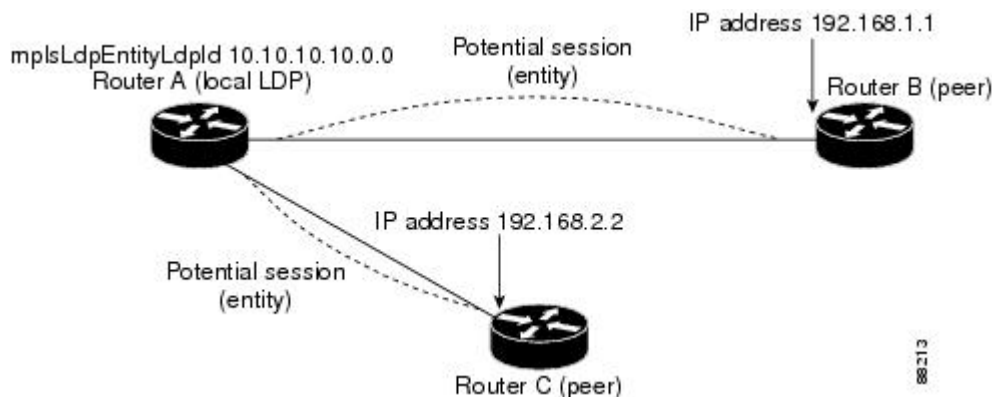 IP address 192.168.1.1
mplsLdpEntityLdpId 10.10.10.10.0.0
Router A (local LDP)
Potential session
(entity)
Router B (peer)
IP address 192.168.2.2
Potential session
(entity)
Router C (peer)
88213